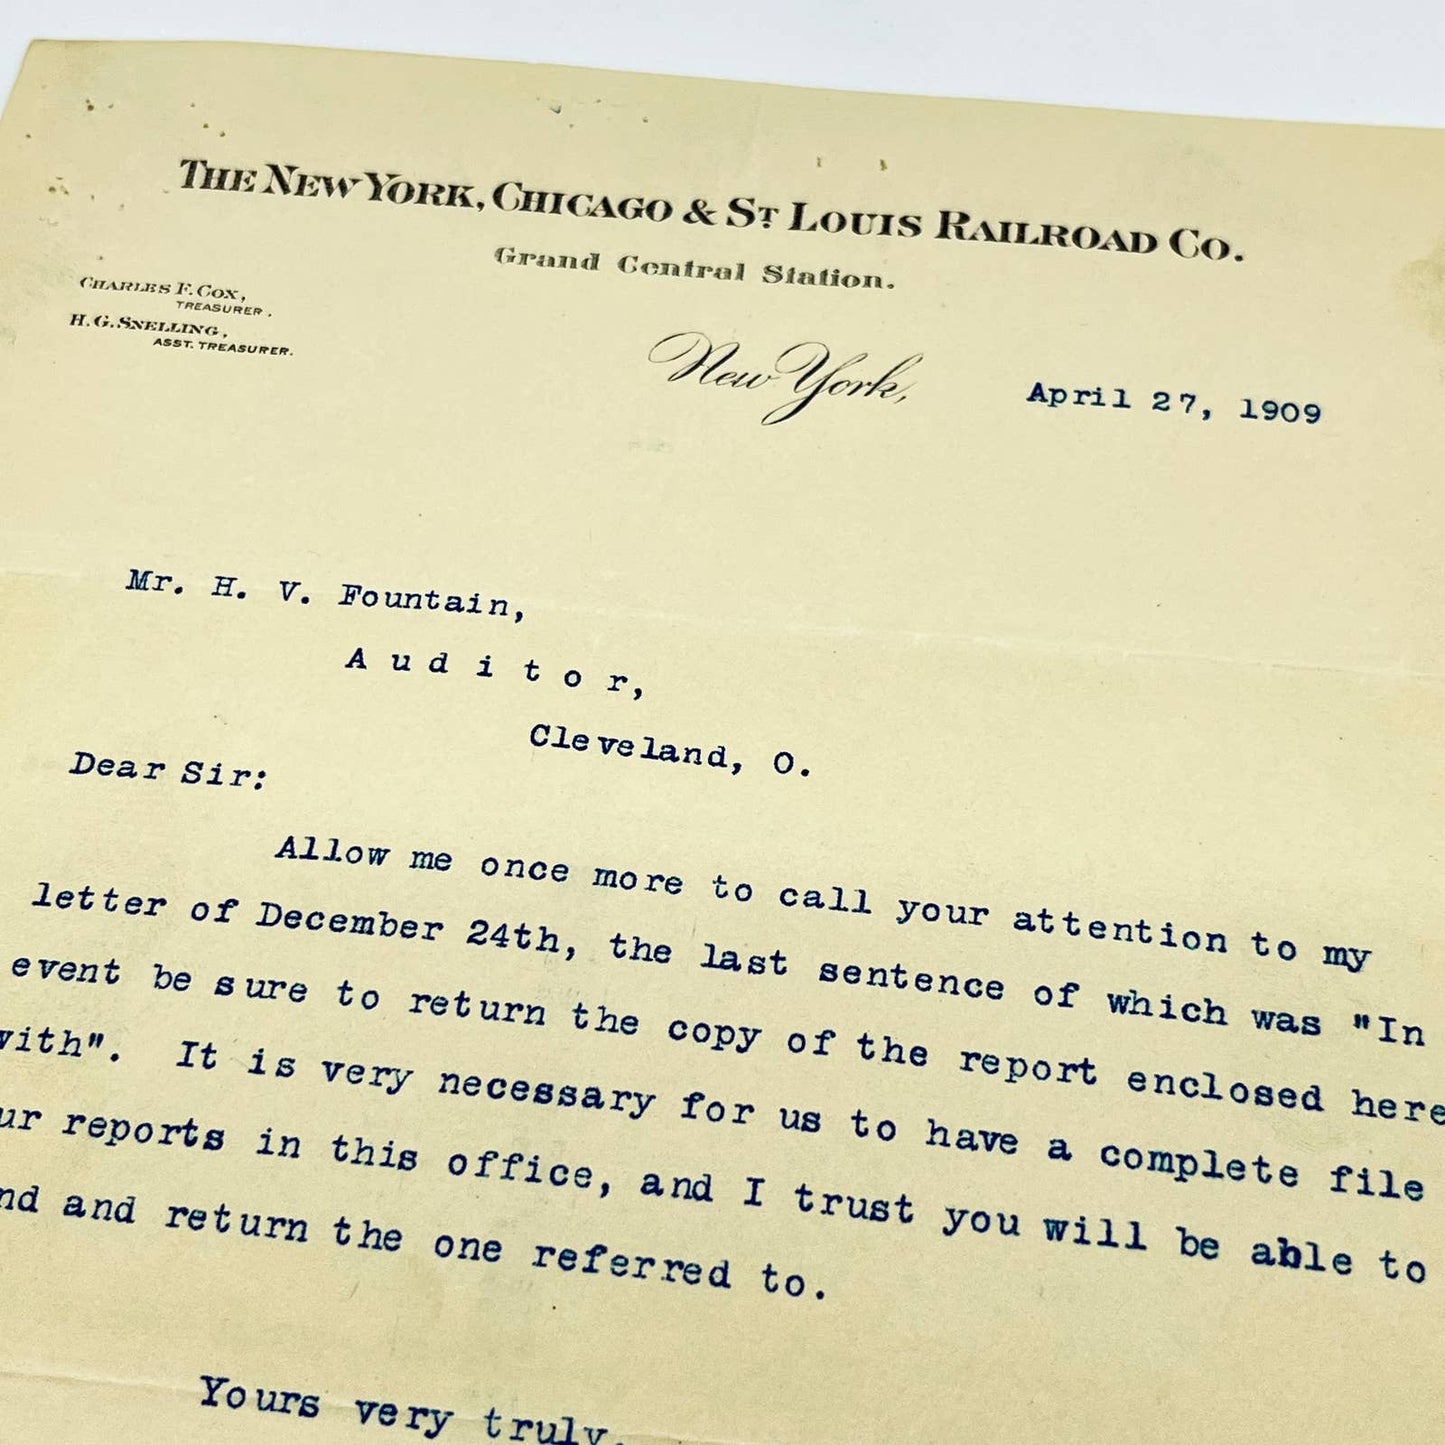 THE NEW YORK, CHICAGO & ST. LOUIS RAILROAD CO.
Grand Central Station.
CHARLES F. COX,
TREASURER.
H. G. SNELLING,
ASST. TREASURER.
New York, April 27, 1909
Mr. H. V. Fountain,
Auditor,
Cleveland, O.
Dear Sir:
Allow me once more to call your attention to my
letter of December 24th, the last sentence of which was "In
event be sure to return the copy of the report enclosed here
with". It is very necessary for us to have a complete file
ur reports in this office, and I trust you will be able to
nd and return the one referred to.
Yours very truly,